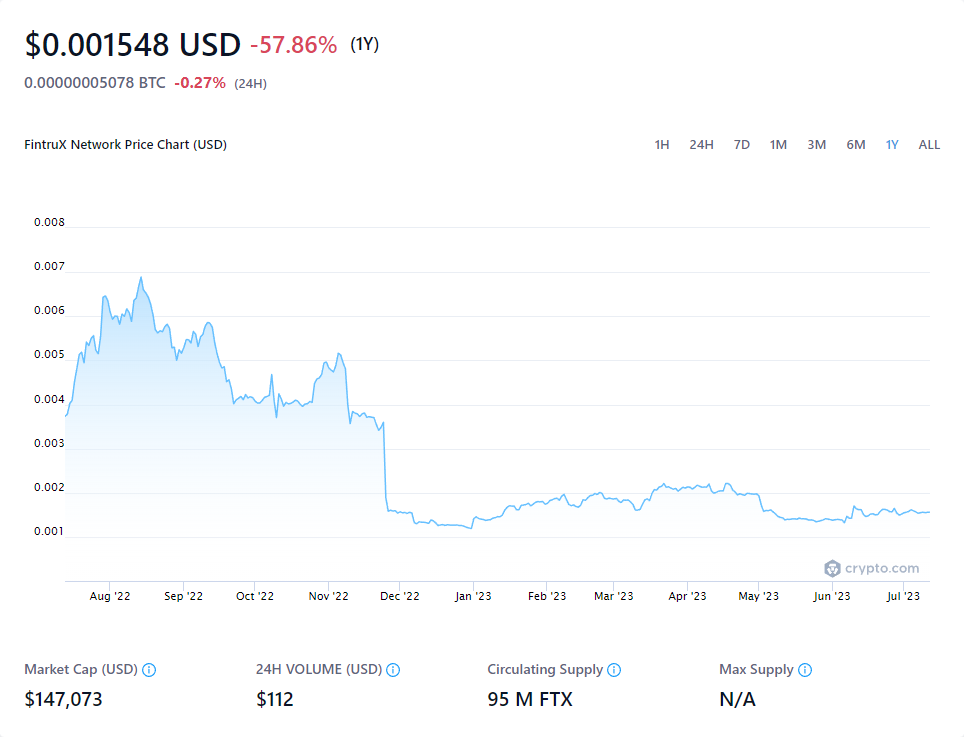 $0.001548 USD -57.86% (1Y)
0.00000005078 BTC -0.27% (24H)
FintruX Network Price Chart (USD) 1H 24H 7D 1M 3M 6M 1Y ALL
0.008
0.007
0.006
0.005
0.004
0.003
0.002
0.001
crypto.com
Aug '22 Sep '22 Oct '22 Nov '22 Dec '22 Jan '23 Feb '23 Mar '23 Apr '23 May '23 Jun '23 Jul '23
Market Cap (USD) 24H VOLUME (USD) Circulating Supply Max Supply
$147,073 $112 95 M FTX N/A